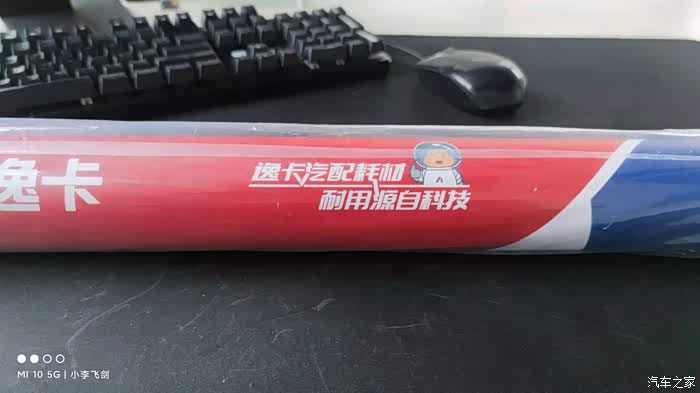 逸卡
逸卡汽配耗材
耐用源自科技
MI 10 5G | 小李飞剑
汽车之家